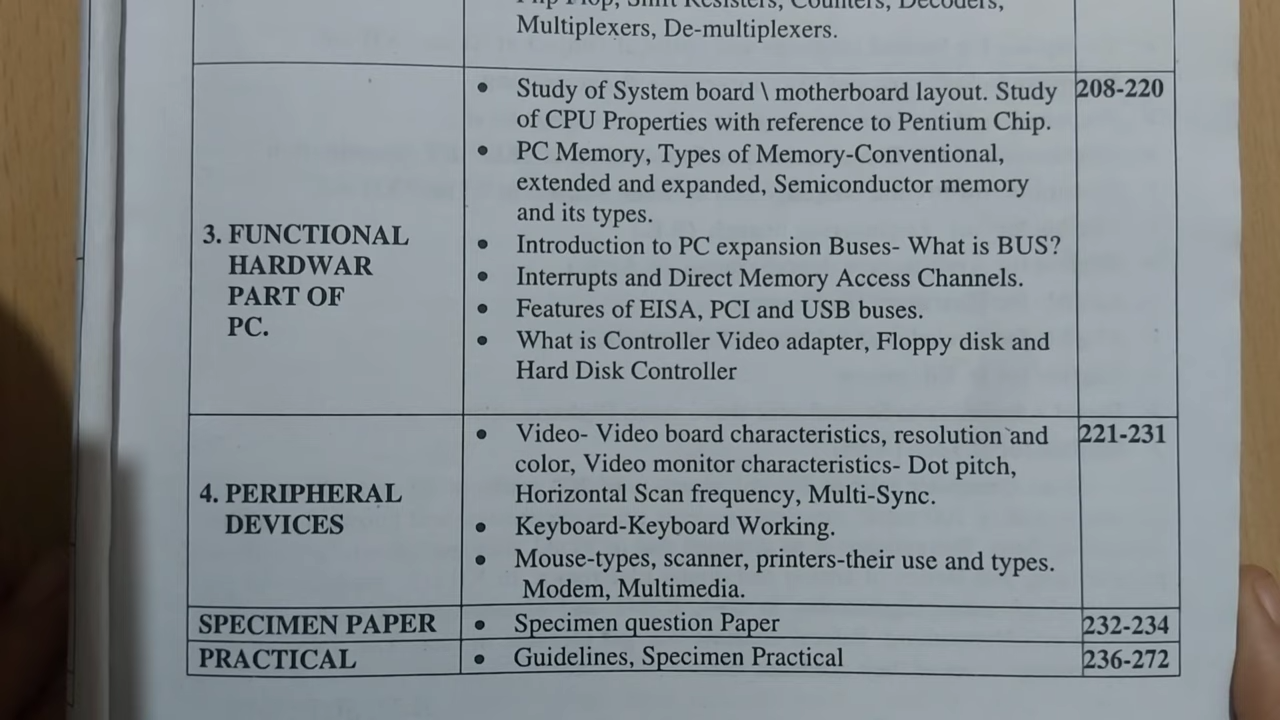 Flip Flop, Shift Resisters, Counters, Decoders,
Multiplexers, De-multiplexers.
3. FUNCTIONAL
HARDWAR
PART OF
PC.
• Study of System board \ motherboard layout. Study
of CPU Properties with reference to Pentium Chip.
• PC Memory, Types of Memory-Conventional,
extended and expanded, Semiconductor memory
and its types.
• Introduction to PC expansion Buses- What is BUS?
• Interrupts and Direct Memory Access Channels.
• Features of EISA, PCI and USB buses.
• What is Controller Video adapter, Floppy disk and
Hard Disk Controller
208-220
4. PERIPHERAL
DEVICES
• Video- Video board characteristics, resolution and
color, Video monitor characteristics- Dot pitch,
Horizontal Scan frequency, Multi-Sync.
• Keyboard-Keyboard Working.
• Mouse-types, scanner, printers-their use and types.
Modem, Multimedia.
221-231
SPECIMEN PAPER • Specimen question Paper 232-234
PRACTICAL • Guidelines, Specimen Practical 236-272